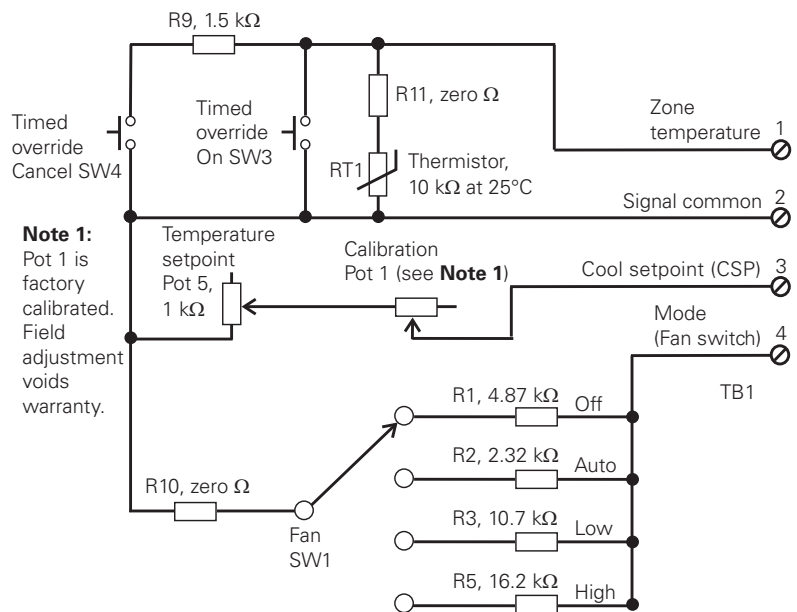 R9, 1.5 kΩ
Timed
override
Cancel SW4
Timed
override
On SW3
R11, zero Ω
RT1
Thermistor,
10 kΩ at 25°C
Zone
temperature
1
Signal common
2
Note 1:
Pot 1 is
factory
calibrated.
Field
adjustment
voids
warranty.
Temperature
setpoint
Pot 5,
1 kΩ
Calibration
Pot 1 (see Note 1)
Cool setpoint (CSP)
3
Mode
(Fan switch)
4
TB1
R1, 4.87 kΩ
Off
R2, 2.32 kΩ
Auto
R3, 10.7 kΩ
Low
R5, 16.2 kΩ
High
R10, zero Ω
Fan
SW1